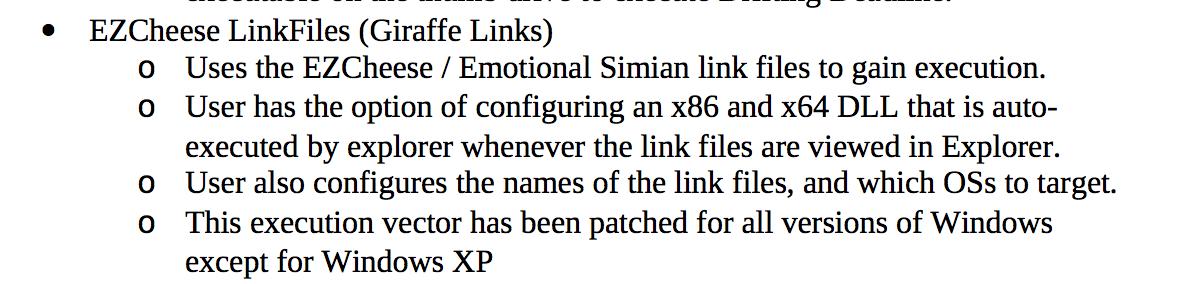 • EZCheese LinkFiles (Giraffe Links)
o Uses the EZCheese / Emotional Simian link files to gain execution.
o User has the option of configuring an x86 and x64 DLL that is auto-
executed by explorer whenever the link files are viewed in Explorer.
o User also configures the names of the link files, and which OSs to target.
o This execution vector has been patched for all versions of Windows
except for Windows XP